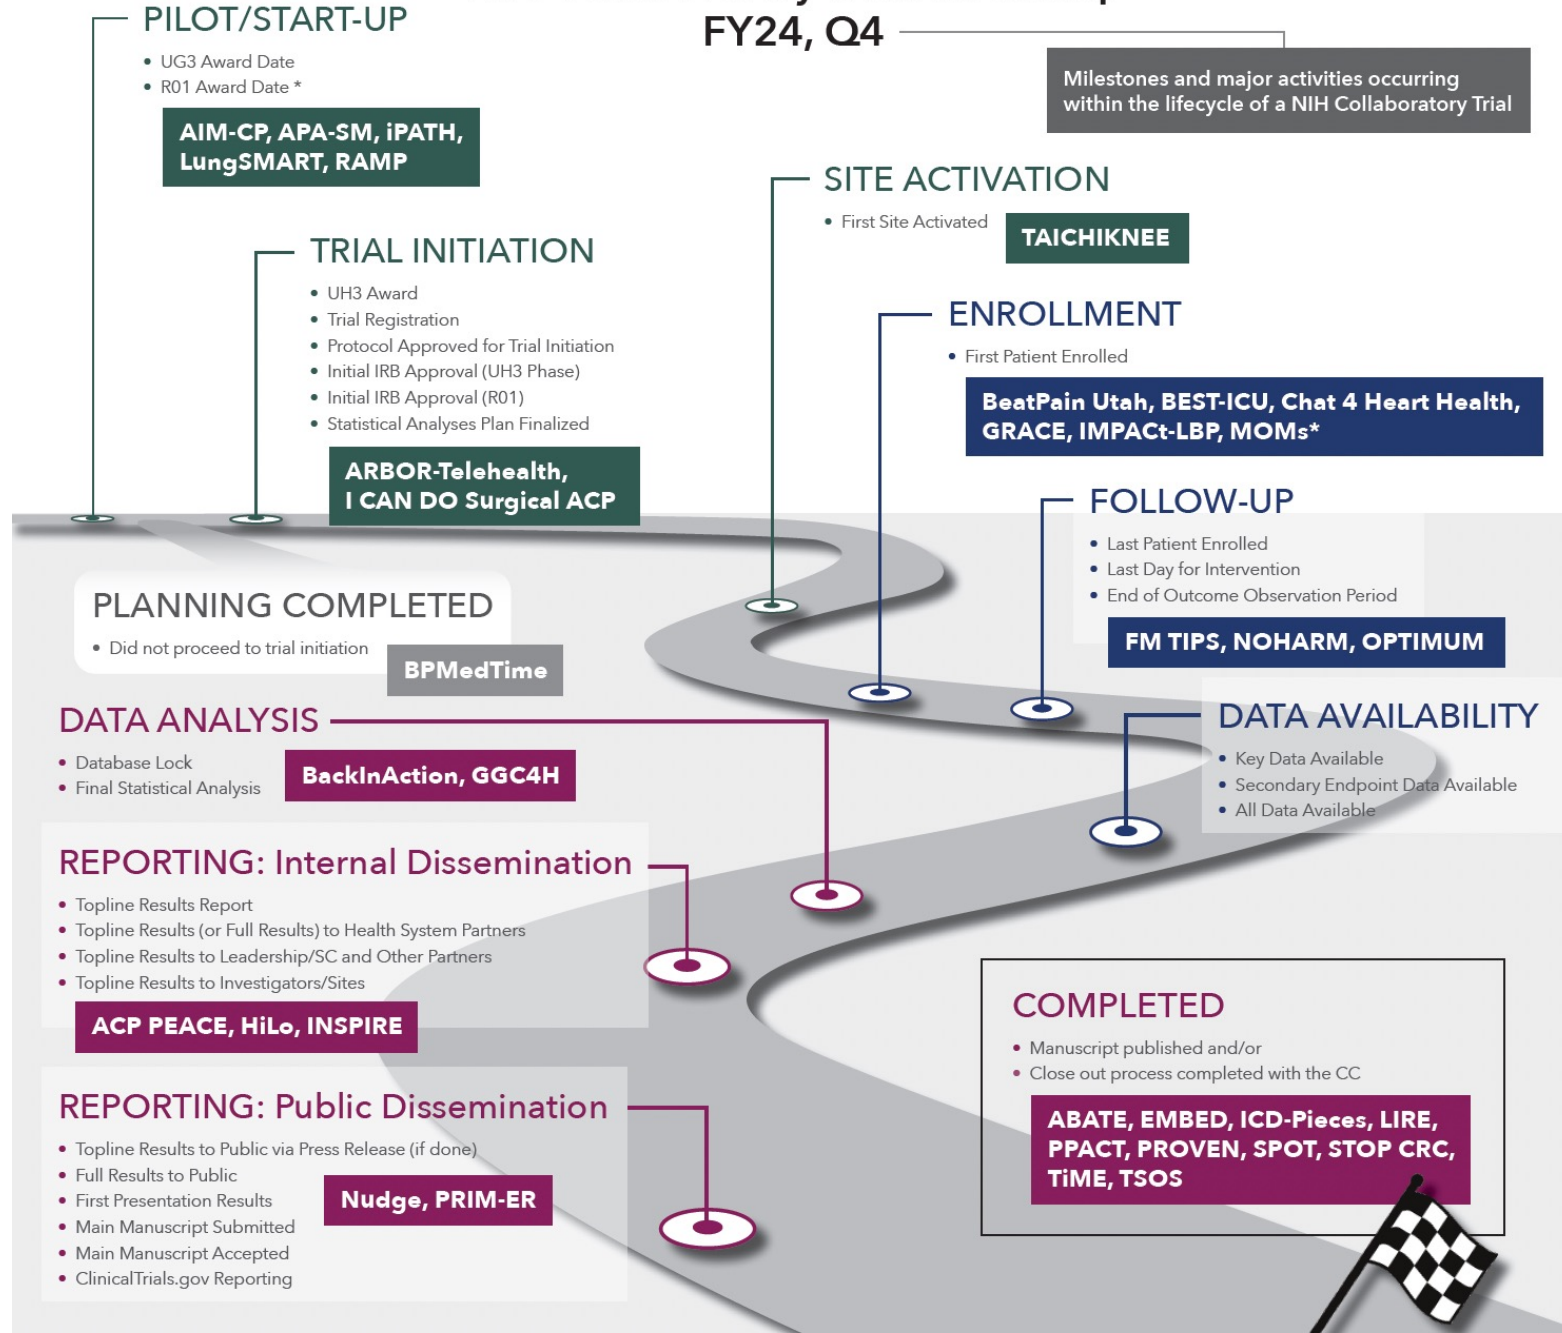 FY24, Q4
Milestones and major activities occurring
within the lifecycle of a NIH Collaboratory Trial
PILOT/START-UP
• UG3 Award Date
• R01 Award Date *
AIM-CP, APA-SM, iPATH,
LungSMART, RAMP
SITE ACTIVATION
• First Site Activated
TAICHIKNEE
TRIAL INITIATION
• UH3 Award
• Trial Registration
• Protocol Approved for Trial Initiation
• Initial IRB Approval (UH3 Phase)
• Initial IRB Approval (R01)
• Statistical Analyses Plan Finalized
ARBOR-Telehealth,
I CAN DO Surgical ACP
ENROLLMENT
• First Patient Enrolled
BeatPain Utah, BEST-ICU, Chat 4 Heart Health,
GRACE, IMPACt-LBP, MOMs*
FOLLOW-UP
• Last Patient Enrolled
• Last Day for Intervention
• End of Outcome Observation Period
FM TIPS, NOHARM, OPTIMUM
PLANNING COMPLETED
• Did not proceed to trial initiation
BPMedTime
DATA AVAILABILITY
• Key Data Available
• Secondary Endpoint Data Available
• All Data Available
DATA ANALYSIS
• Database Lock
• Final Statistical Analysis
BackInAction, GGC4H
REPORTING: Internal Dissemination
• Topline Results Report
• Topline Results (or Full Results) to Health System Partners
• Topline Results to Leadership/SC and Other Partners
• Topline Results to Investigators/Sites
ACP PEACE, HiLo, INSPIRE
REPORTING: Public Dissemination
• Topline Results to Public via Press Release (if done)
• Full Results to Public
• First Presentation Results
• Main Manuscript Submitted
• Main Manuscript Accepted
• ClinicalTrials.gov Reporting
Nudge, PRIM-ER
COMPLETED
• Manuscript published and/or
• Close out process completed with the CC
ABATE, EMBED, ICD-Pieces, LIRE,
PPACT, PROVEN, SPOT, STOP CRC,
TiME, TSOS